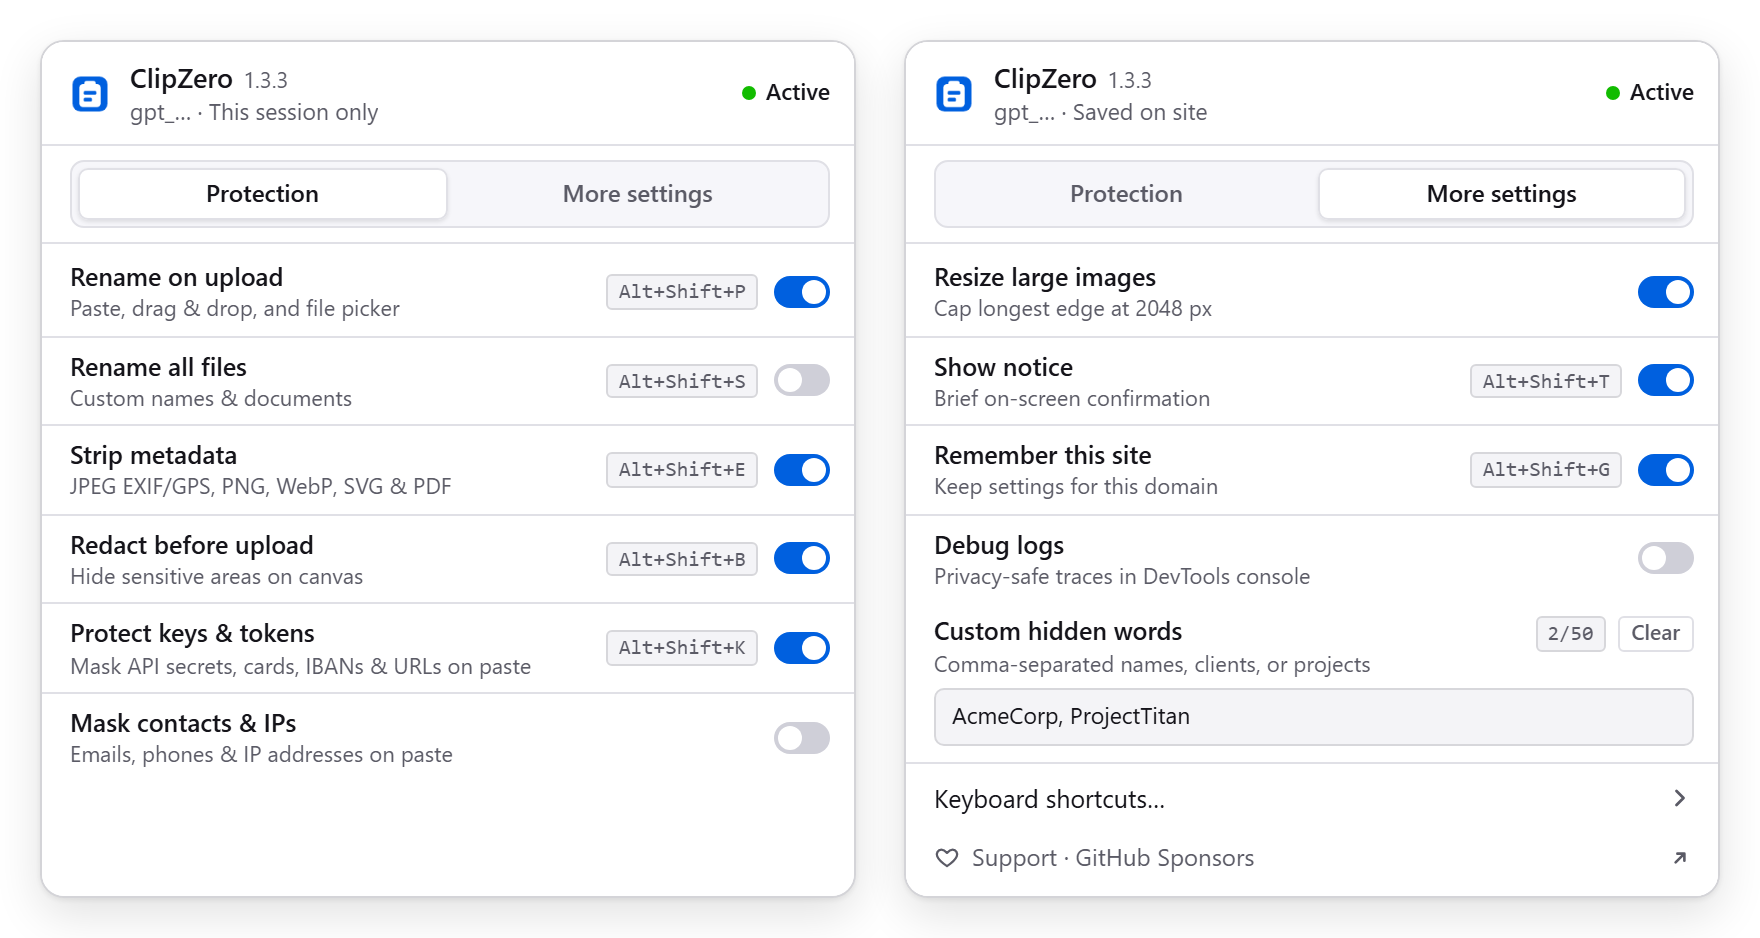 ClipZero 1.3.3
gpt_... · This session only
Active
Protection
More settings
Rename on upload
Paste, drag & drop, and file picker
Alt+Shift+P
Rename all files
Custom names & documents
Alt+Shift+S
Strip metadata
JPEG EXIF/GPS, PNG, WebP, SVG & PDF
Alt+Shift+E
Redact before upload
Hide sensitive areas on canvas
Alt+Shift+B
Protect keys & tokens
Mask API secrets, cards, IBANs & URLs on paste
Alt+Shift+K
Mask contacts & IPs
Emails, phones & IP addresses on paste
ClipZero 1.3.3
gpt_... · Saved on site
Active
Protection
More settings
Resize large images
Cap longest edge at 2048 px
Show notice
Brief on-screen confirmation
Alt+Shift+T
Remember this site
Keep settings for this domain
Alt+Shift+G
Debug logs
Privacy-safe traces in DevTools console
Custom hidden words
2/50
Clear
Comma-separated names, clients, or projects
AcmeCorp, ProjectTitan
Keyboard shortcuts...
Support · GitHub Sponsors